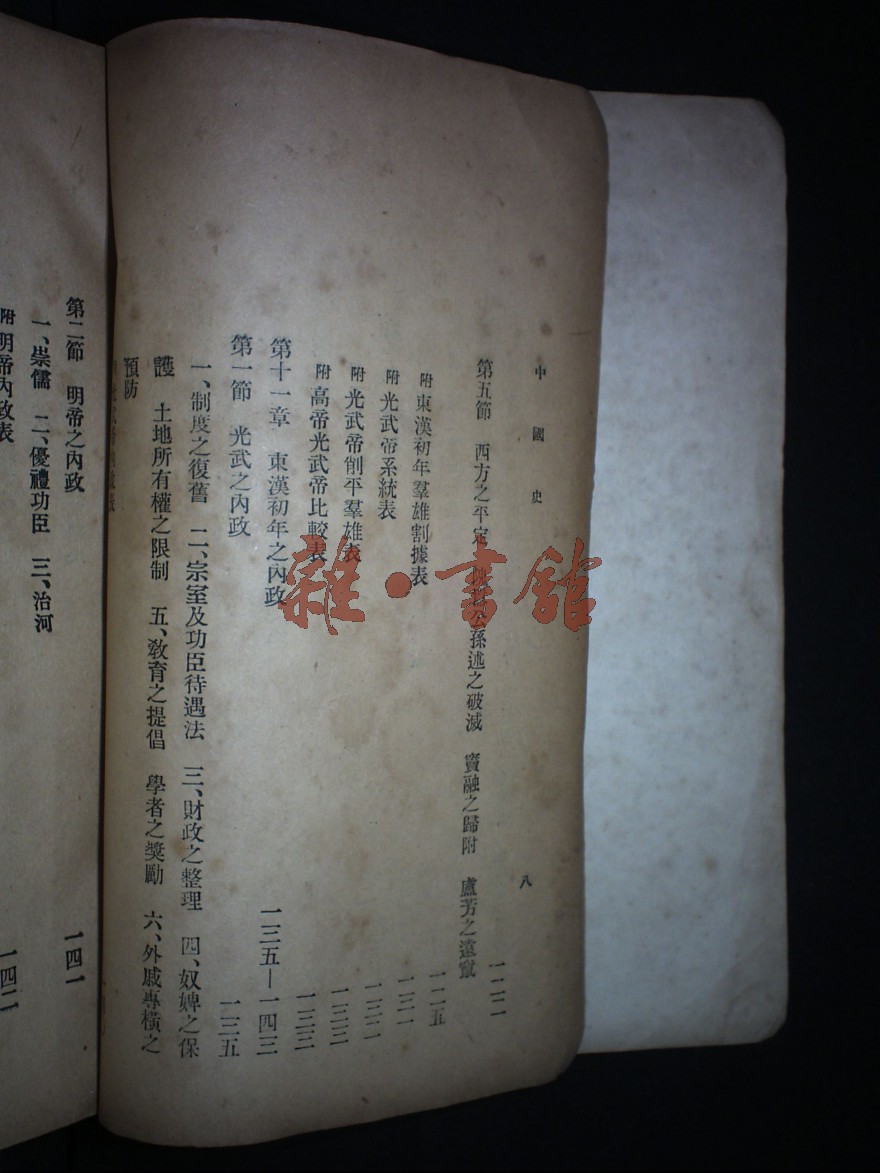 中國史 八
一二二
第五節 西方之平定 公孫述之破滅 竇融之歸附 盧芳之遠竄
一二五
附 東漢初年羣雄割據表 一三一
附 光武帝系統表 一三二
附 光武帝削平羣雄表 一三三
附 高帝光武帝比較表 一三三
第十一章 東漢初年之內政 一三五—一四三
第一節 光武之內政 一三五
一、制度之復舊 二、宗室及功臣待遇法 三、財政之整理 四、奴婢之保
護 土地所有權之限制 五、敎育之提倡 學者之獎勵 六、外戚專橫之
預防
第二節 明帝之內政 一四一
一、崇儒 二、優禮功臣 三、治河
附 明帝內政表 一四二
雜·書館